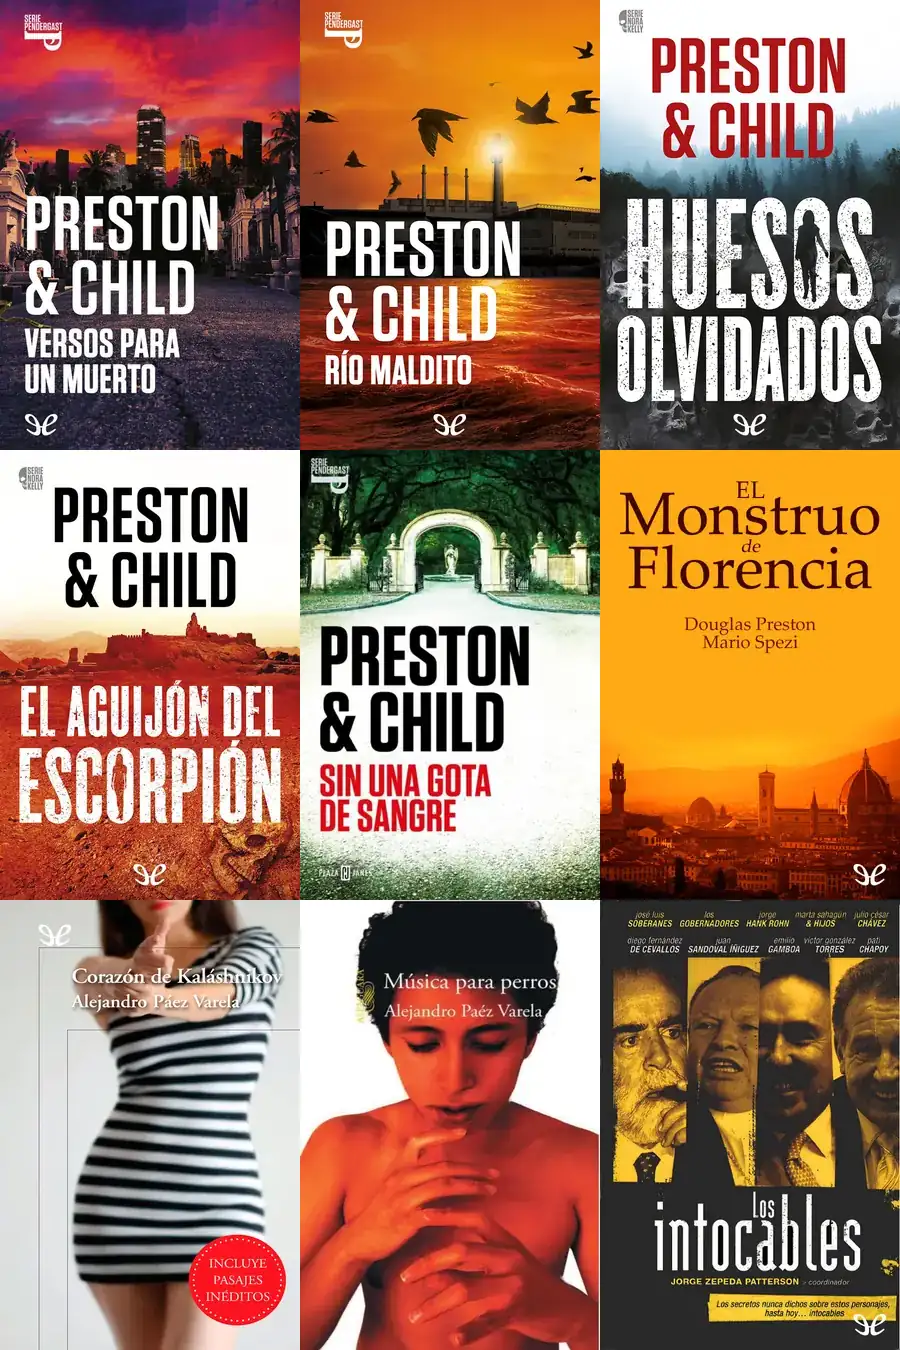 SERIE
PENDERGAST
PRESTON
& CHILD
VERSOS PARA
UN MUERTO
SERIE
PENDERGAST
PRESTON
& CHILD
RÍO MALDITO
SERIE
NORA
KELLY
PRESTON
& CHILD
HUESOS
OLVIDADOS
SERIE
NORA
KELLY
PRESTON
& CHILD
EL AGUIJÓN DEL
ESCORPIÓN
SERIE
PENDERGAST
PRESTON
& CHILD
SIN UNA GOTA
DE SANGRE
PLAZA JANÉS
EL
Monstruo
de
Florencia
Douglas Preston
Mario Spezi
Corazón de Kaláshnikov
Alejandro Páez Varela
INCLUYE
PASAJES
INÉDITOS
Música para perros
Alejandro Paéz Varela
josé luis
SOBERANES
los
GOBERNADORES
jorge
HANK ROHN
marta sahagún
& HIJOS
julio césar
CHÁVEZ
diego fernández
DE CEVALLOS
juan
SANDOVAL ÍÑIGUEZ
emilio
GAMBOA
víctor gonzález
TORRES
pati
CHAPOY
los
intocables
JORGE ZEPEDA PATTERSON > coordinador
Los secretos nunca dichos sobre estos personajes,
hasta hoy... intocables